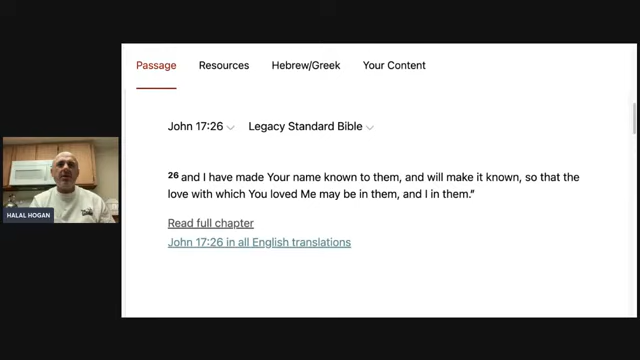 Passage Resources Hebrew/Greek Your Content
John 17:26 Legacy Standard Bible
26 and I have made Your name known to them, and will make it known, so that the
love with which You loved Me may be in them, and I in them.”
Read full chapter
John 17:26 in all English translations
HALAL HOGAN